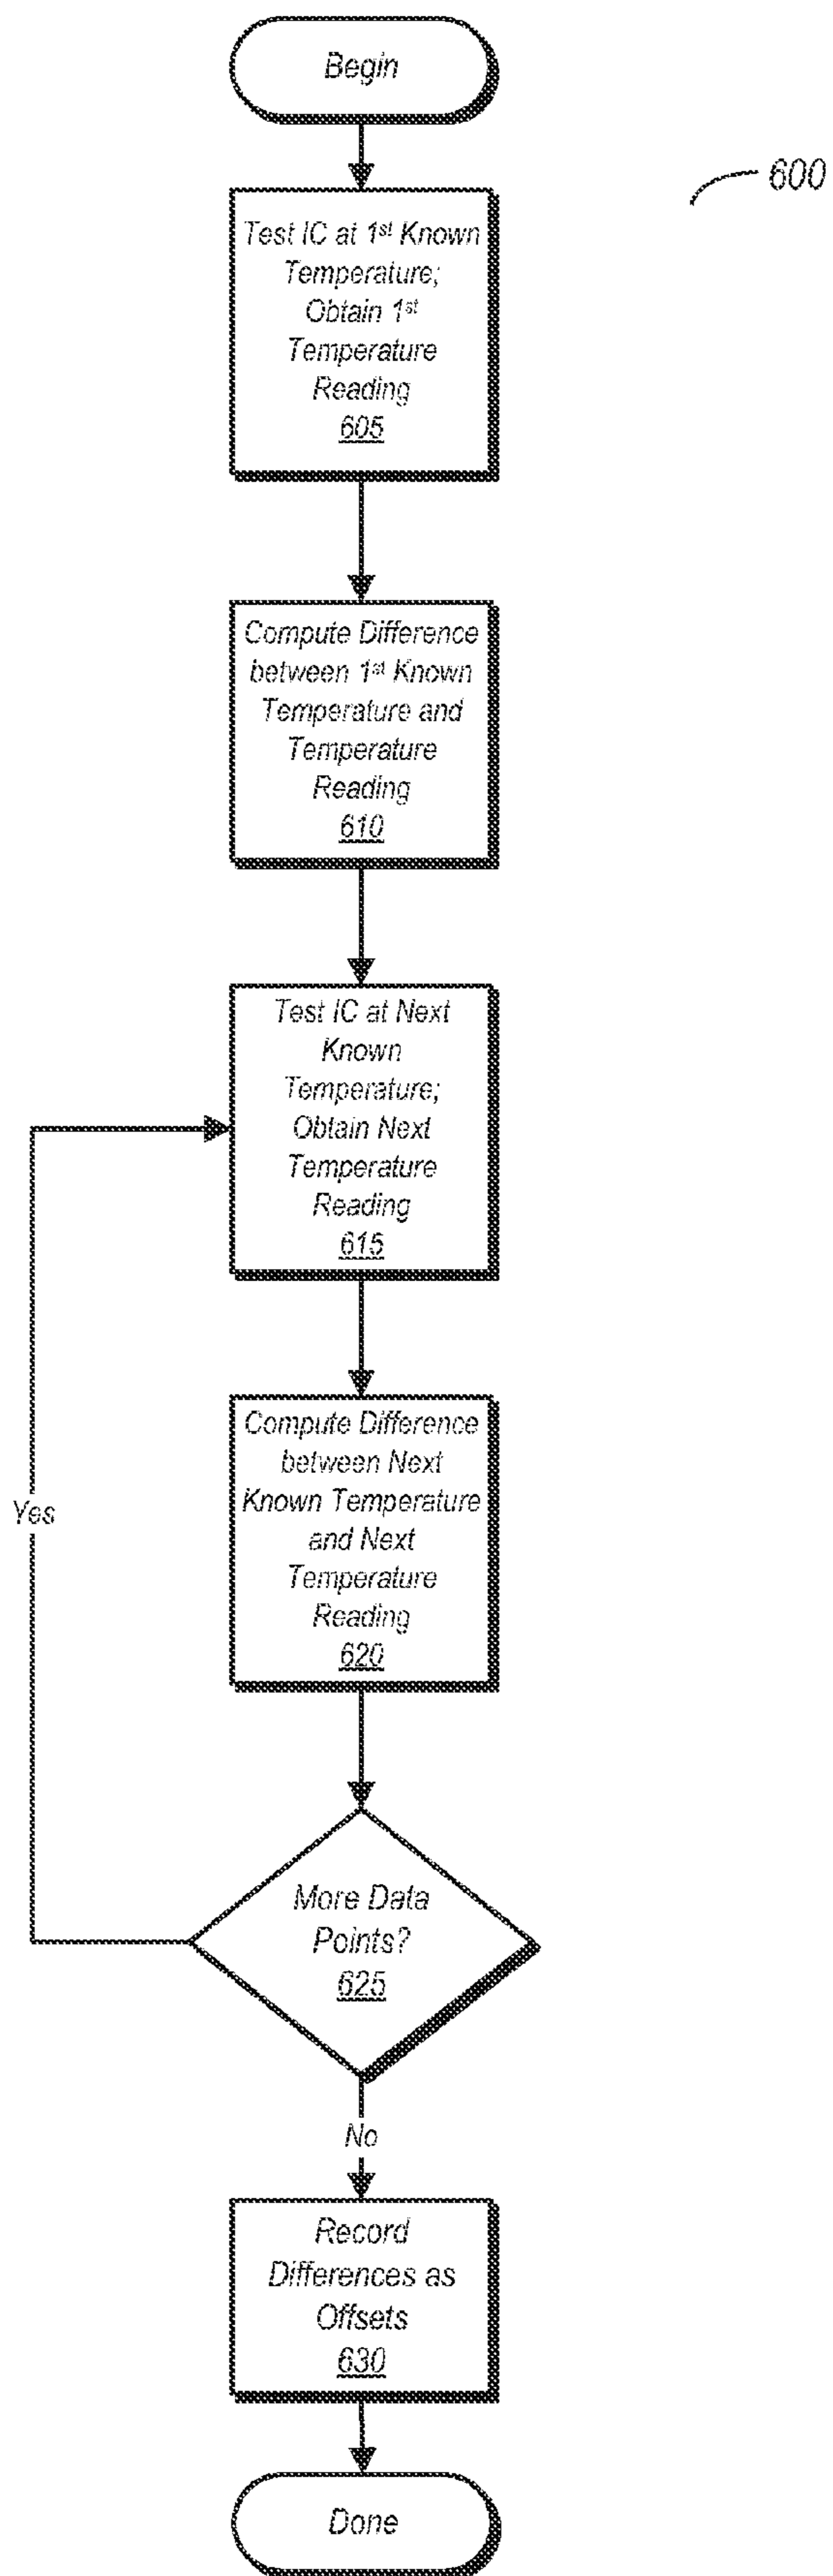 Begin
600
Test IC at 1st Known
Temperature;
Obtain 1st
Temperature
Reading
605
Compute Difference
between 1st Known
Temperature and
Temperature
Reading
610
Test IC at Next
Known
Temperature;
Obtain Next
Temperature
Reading
615
Compute Difference
between Next
Known Temperature
and Next
Temperature
Reading
620
Yes
More Data
Points?
625
No
Record
Differences as
Offsets
630
Done